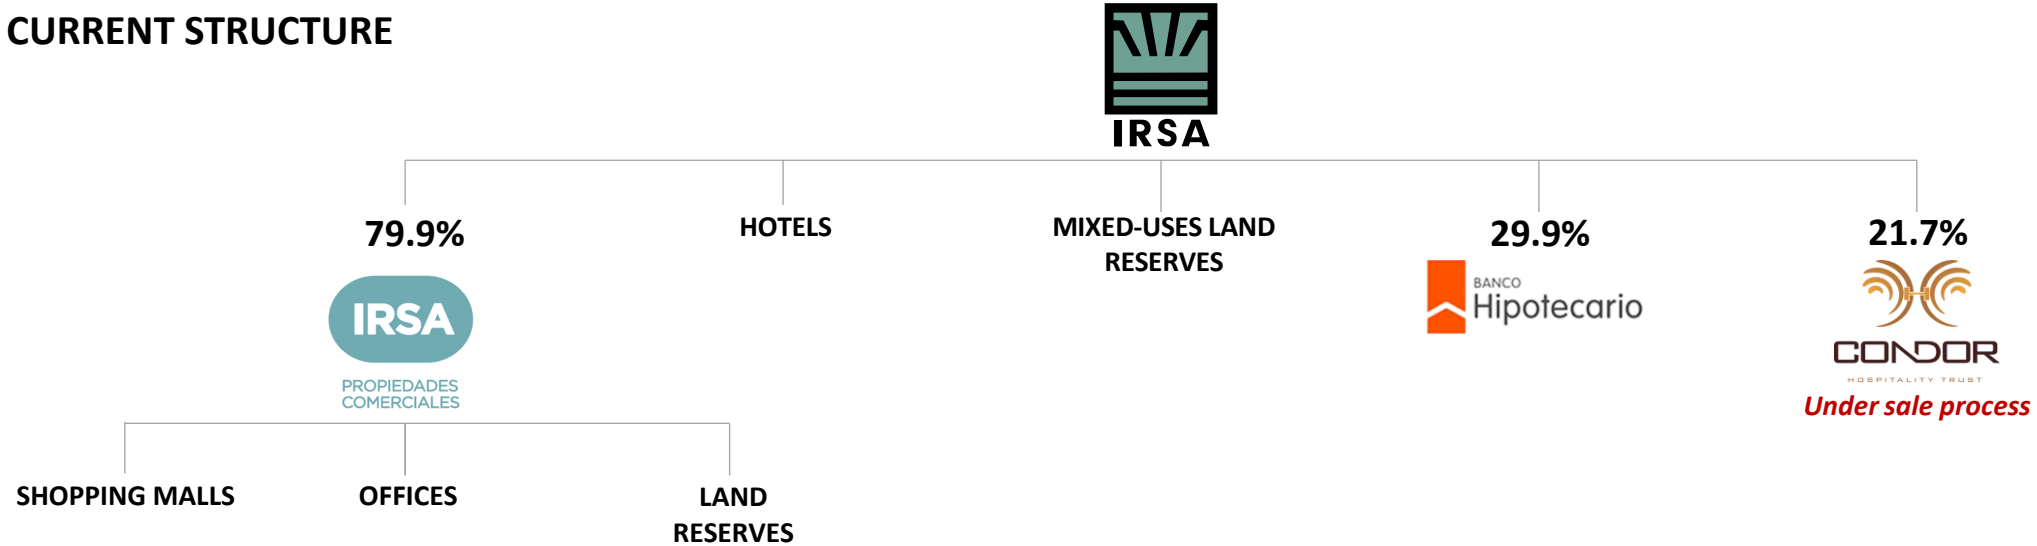 CURRENT STRUCTURE
IRSA
79.9%
HOTELS
MIXED-USES LAND
RESERVES
29.9%
21.7%
IRSA
PROPIEDADES
COMERCIALES
BANCO
Hipotecario
CONDOR
HOSPITALITY TRUST
Under sale process
SHOPPING MALLS
OFFICES
LAND
RESERVES